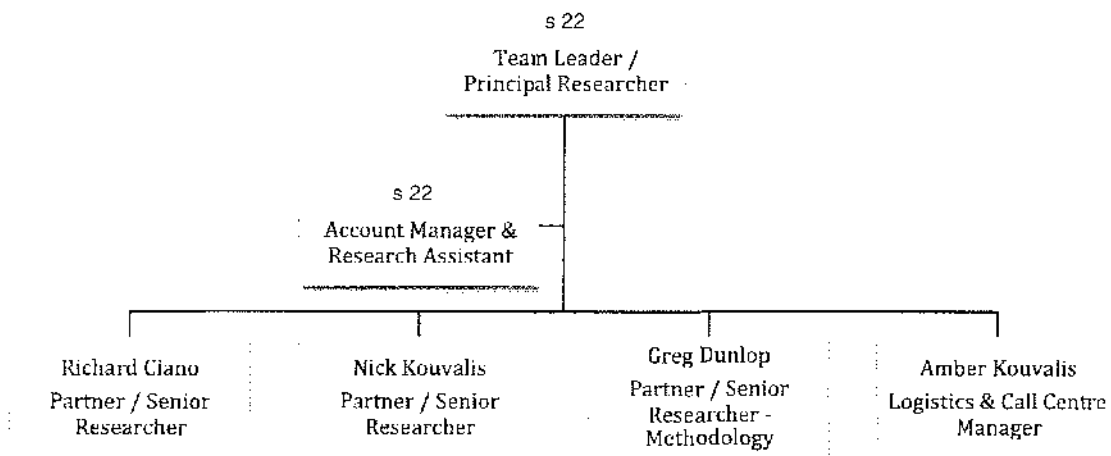 s 22
Team Leader /
Principal Researcher
s 22
Account Manager &
Research Assistant
Richard Ciano
Partner / Senior
Researcher
Nick Kouvalis
Partner / Senior
Researcher
Greg Dunlop
Partner / Senior
Researcher -
Methodology
Amber Kouvalis
Logistics & Call Centre
Manager